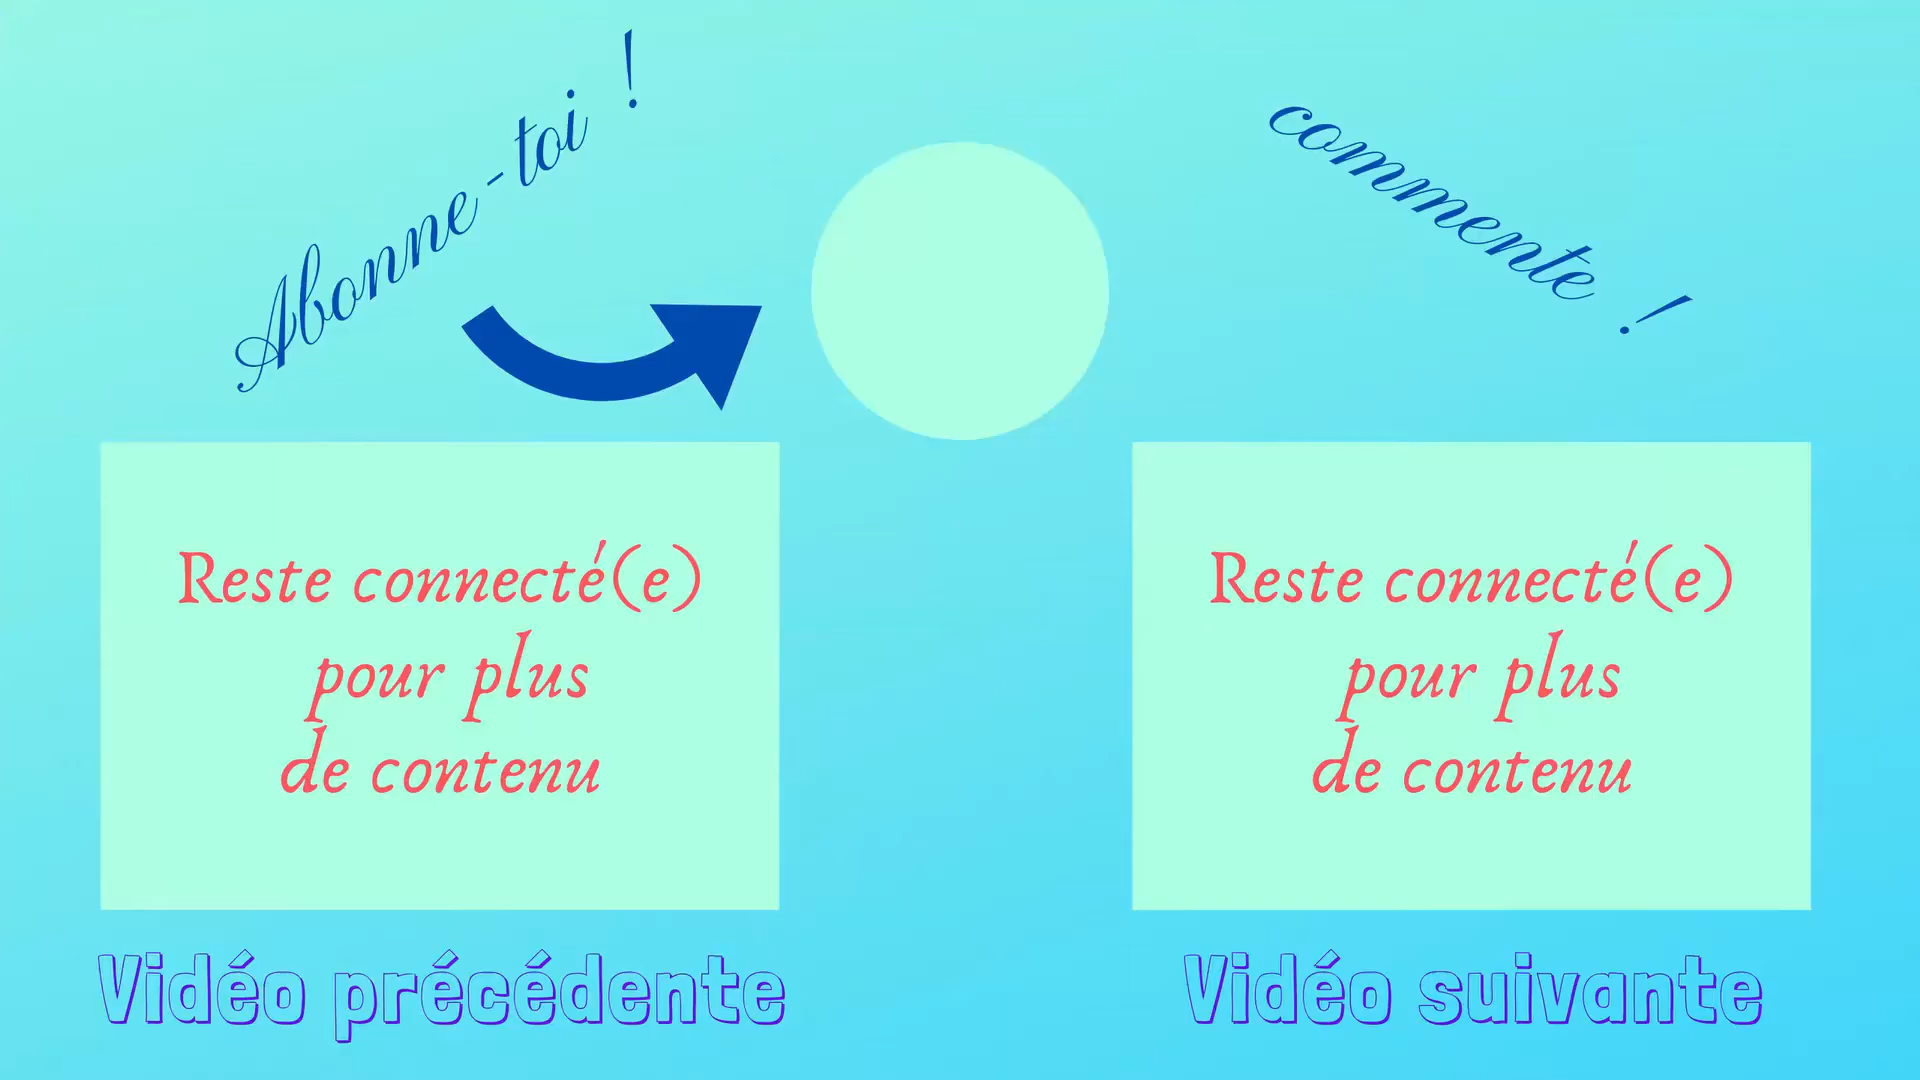 Abonne-toi !
commente !
Reste connecté(e)
pour plus
de contenu
Reste connecté(e)
pour plus
de contenu
Vidéo précédente
Vidéo suivante